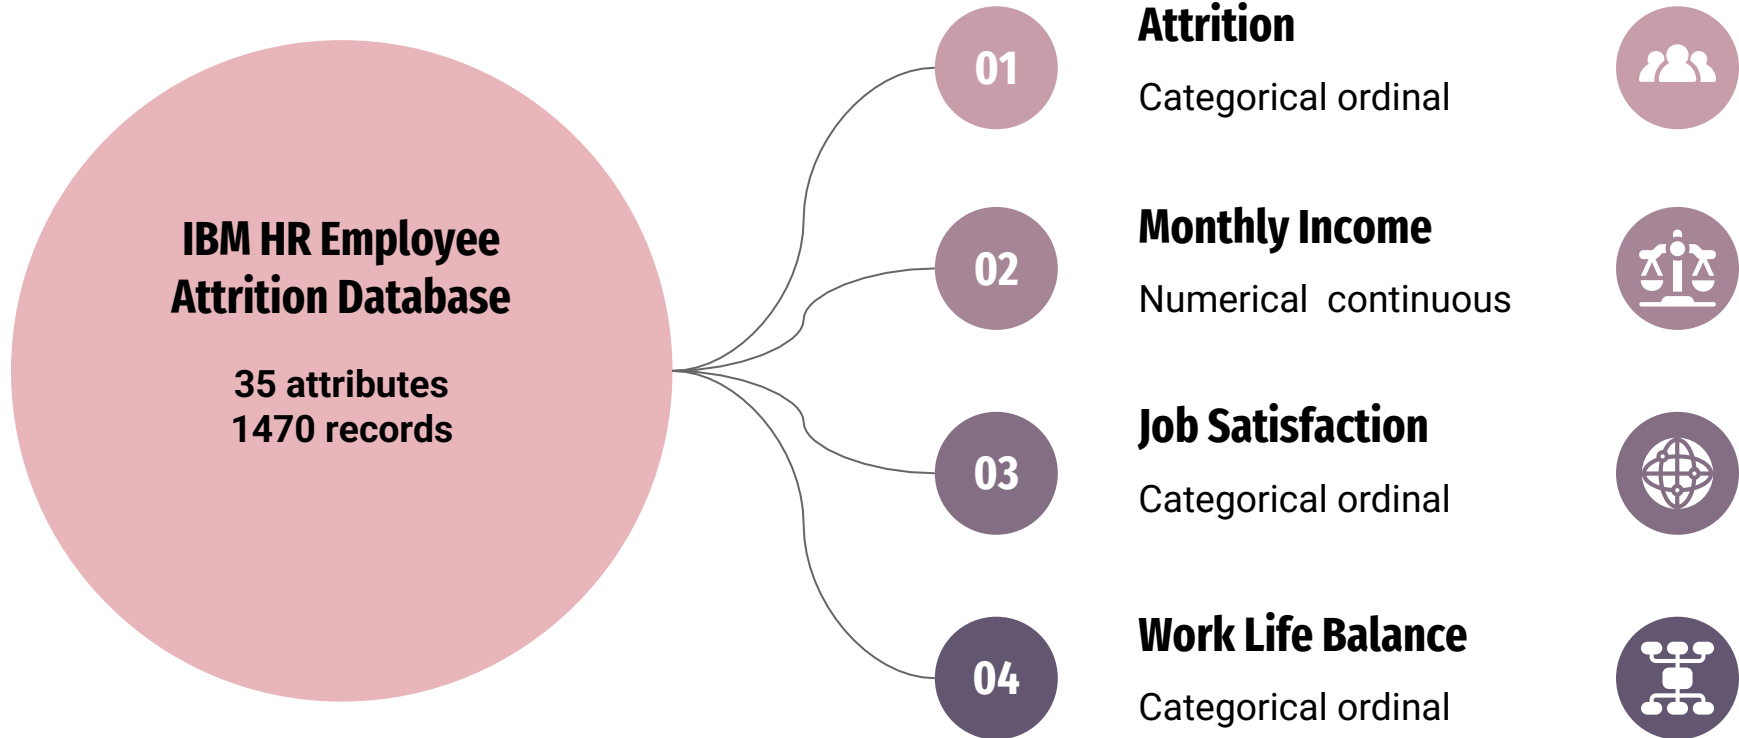 IBM HR Employee
Attrition Database
35 attributes
1470 records
01
Attrition
Categorical ordinal
02
Monthly Income
Numerical  continuous
03
Job Satisfaction
Categorical ordinal
04
Work Life Balance
Categorical ordinal